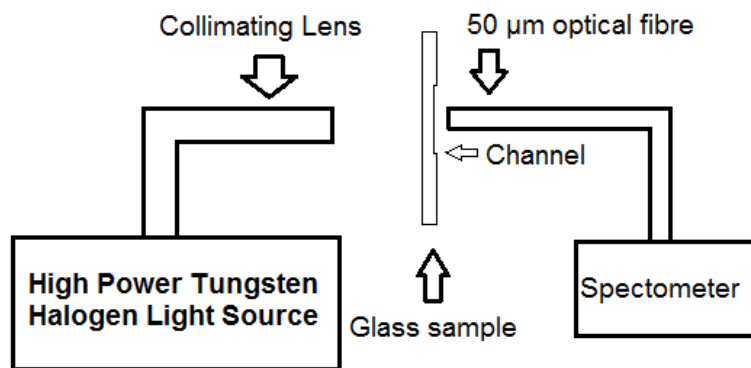 Collimating Lens
50 µm optical fibre
Channel
High Power Tungsten
Halogen Light Source
Glass sample
Spectometer